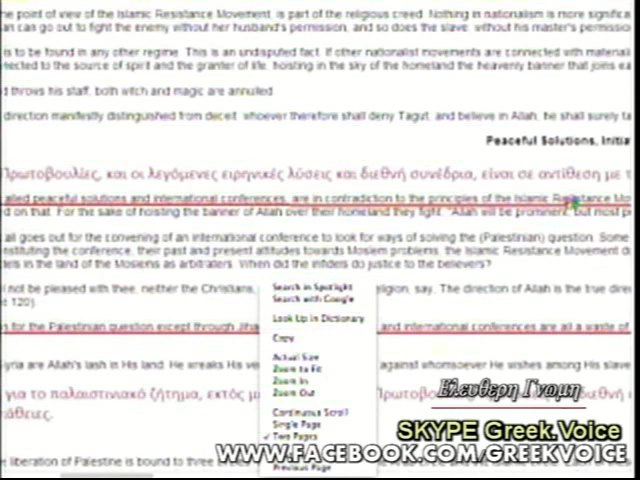 he point of view of the Islamic Resistance Movement, is part of the religious creed. Nothing in nationalism is more significa
an can go out to fight the enemy without her husband's permission, and so does the slave: without his master's permissio
is to be found in any other regime. This is an undisputed fact. If other nationalist movements are connected with materiali
nected to the source of spirit and the granter of life, hoisting in the sky of the homeland the heavenly banner that joins ea
d throws his staff, both witch and magic are annulled
direction manifestly distinguished from deceit: whoever therefore shall deny Tagut, and believe in Allah, he shall surely ta
Peaceful Solutions, Initia
Πρωτοβουλίες, και οι λεγόμενες ειρηνικές λύσεις και διεθνή συνέδρια, είναι σε αντίθεση με τ
alled peaceful solutions and international conferences, are in contradiction to the principles of the Islamic Resistance Mo
d on that. For the sake of hoisting the banner of Allah over their homeland they fight. "Allah will be prominent, but most p
all goes out for the convening of an international conference to look for ways of solving the (Palestinian) question. Some
nstituting the conference, their past and present attitudes towards Moslem problems, the Islamic Resistance Movement d
els in the land of the Moslems as arbitraters. When did the infidels do justice to the believers?
l not be pleased with thee, neither the Christians, eligion, say, The direction of Allah is the true direc
e 120).
Search in Spotlight
Search with Google
Look Up in Dictionary
Copy
Actual Size
Zoom to Fit
Zoom In
Zoom Out
Continuous Scroll
Single Page
✓ Two Pages
Previous Page
s for the Palestinian question except through Jihad and international conferences are all a waste of
Syria are Allah's lash in His land. He wreaks His ve against whomsoever He wishes among His slave
για το παλαιστινιακό ζήτημα, εκτός μ Πρωτοβουλ διεθνή
άθειες.
e liberation of Palestine is bound to three
Ελευθερη Γνωμη
SKYPE Greek.Voice
WWW.FACEBOOK.COM/GREEKVOICE